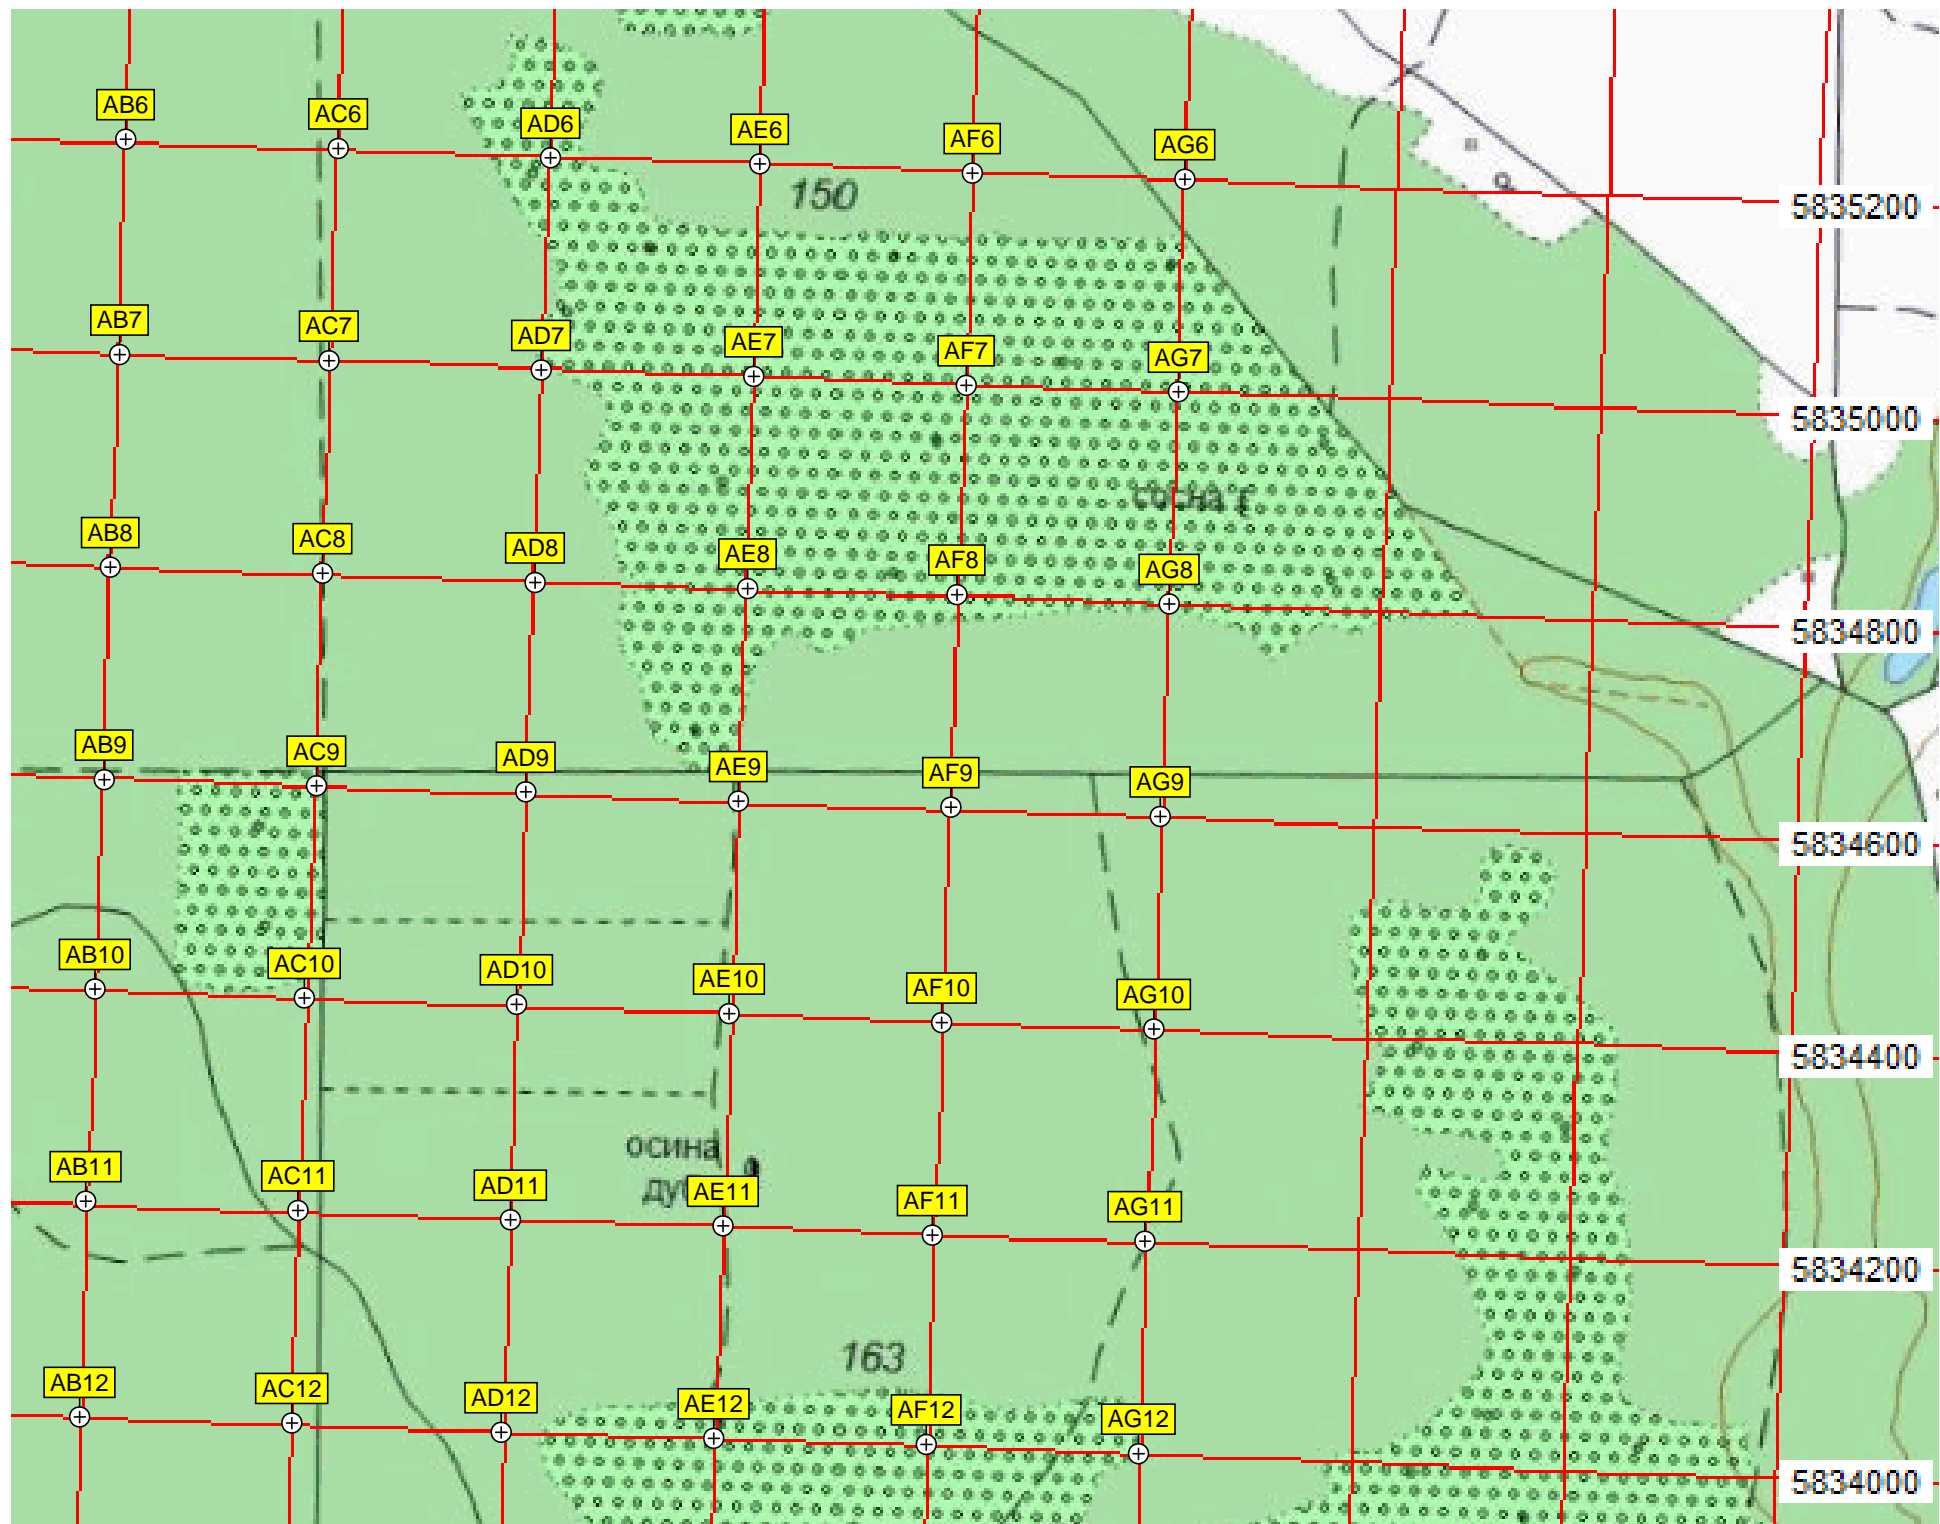 AB6 AC6 AD6 AE6 AF6 AG6
150
5835200
AB7 AC7 AD7 AE7 AF7 AG7
5835000
сосна
AB8 AC8 AD8 AE8 AF8 AG8
5834800
AB9 AC9 AD9 AE9 AF9 AG9
5834600
AB10 AC10 AD10 AE10 AF10 AG10
5834400
осина
AB11 AC11 AD11 AE11 AF11 AG11
5834200
163
AB12 AC12 AD12 AE12 AF12 AG12
5834000